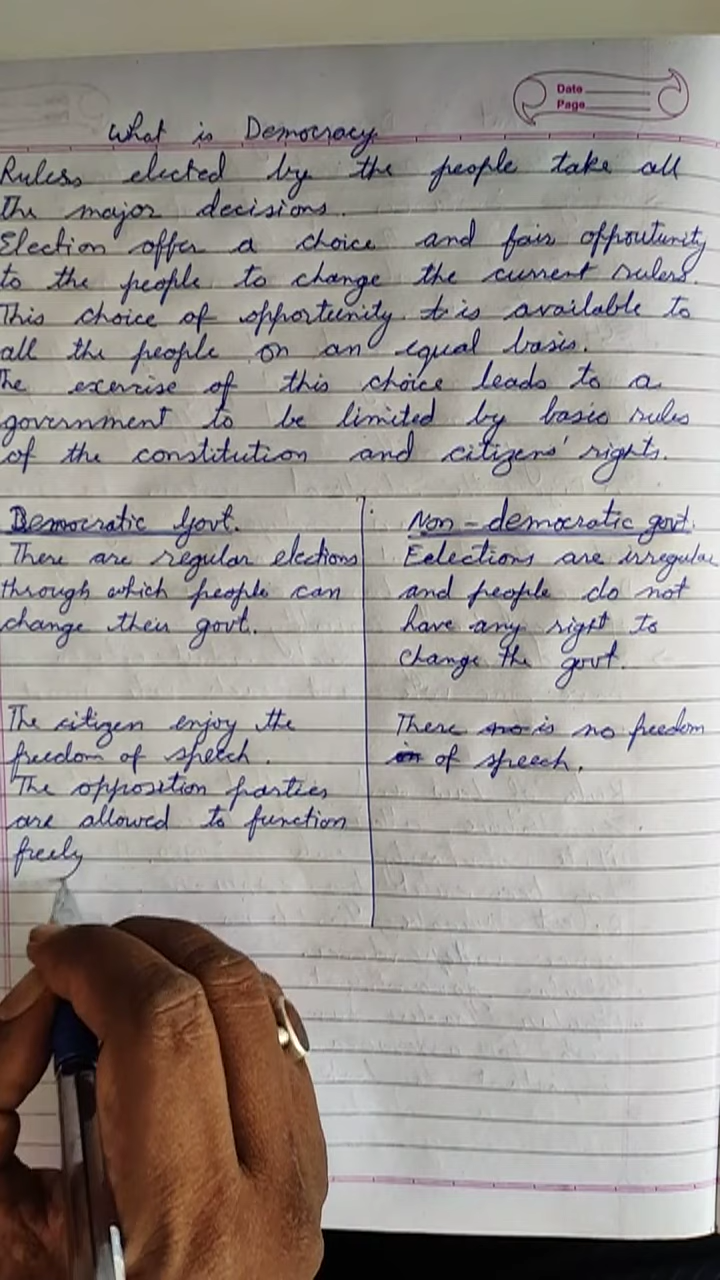 Date
Page
What is Democracy
Rulers elected by the people take all
the major decisions.
Election offer a choice and fair opportunity
to the people to change the current rulers.
This choice of opportunity is available to
all the people on an equal basis.
The exercise of this choice leads to a
government to be limited by basic rules
of the constitution and citizens' rights.
Democratic Govt.
There are regular elections
through which people can
change their govt.
The citizen enjoy the
freedom of speech.
The opposition parties
are allowed to function
freely
Non-democratic govt.
Eelections are irregular
and people do not
have any right to
change the govt.
There is no freedom
of speech.